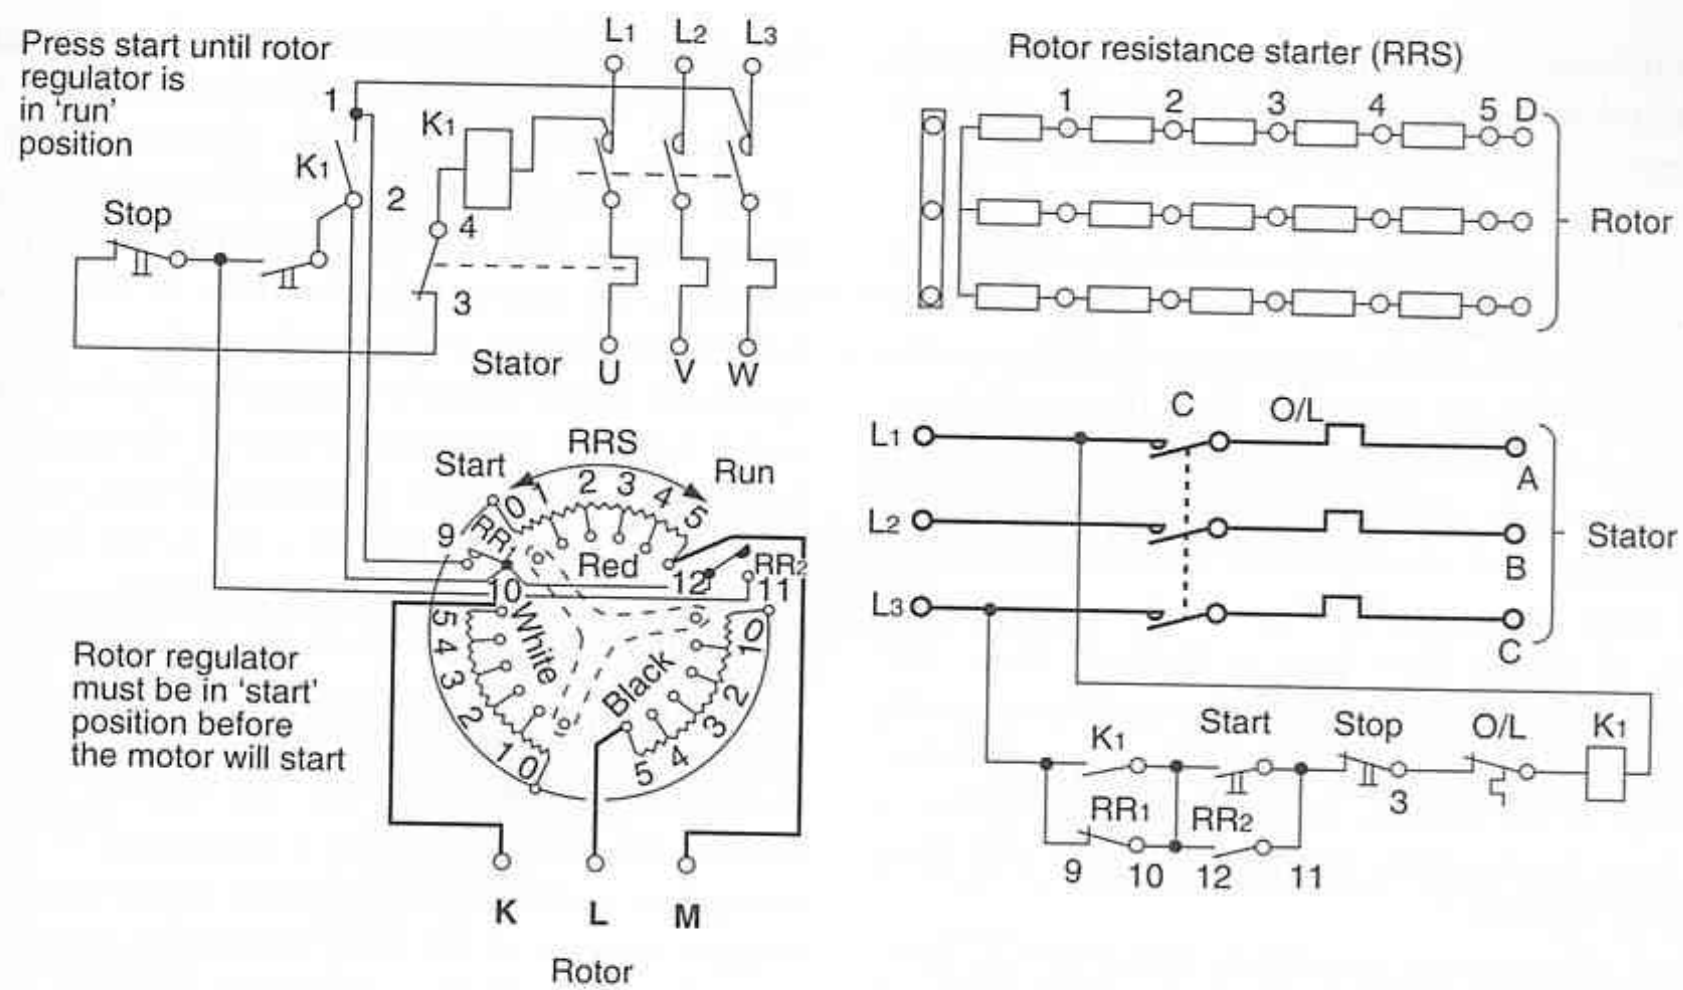 Press start until rotor
regulator is
in 'run'
position
L1 L2 L3
1
K1
K1
2
Stop
4
3
Stator U V W
RRS
Start Run
0 1 2 3 4 5
9 RR1 RR2
Red
10 12 11
White
5 4 3 2 1 0
Black
0 1 2 3 4 5
Rotor regulator
must be in 'start'
position before
the motor will start
K L M
Rotor
Rotor resistance starter (RRS)
1 2 3 4 5 D
Rotor
C O/L
L1
A
L2
B
Stator
L3
C
K1 Start Stop O/L K1
RR1 RR2 3
9 10 12 11